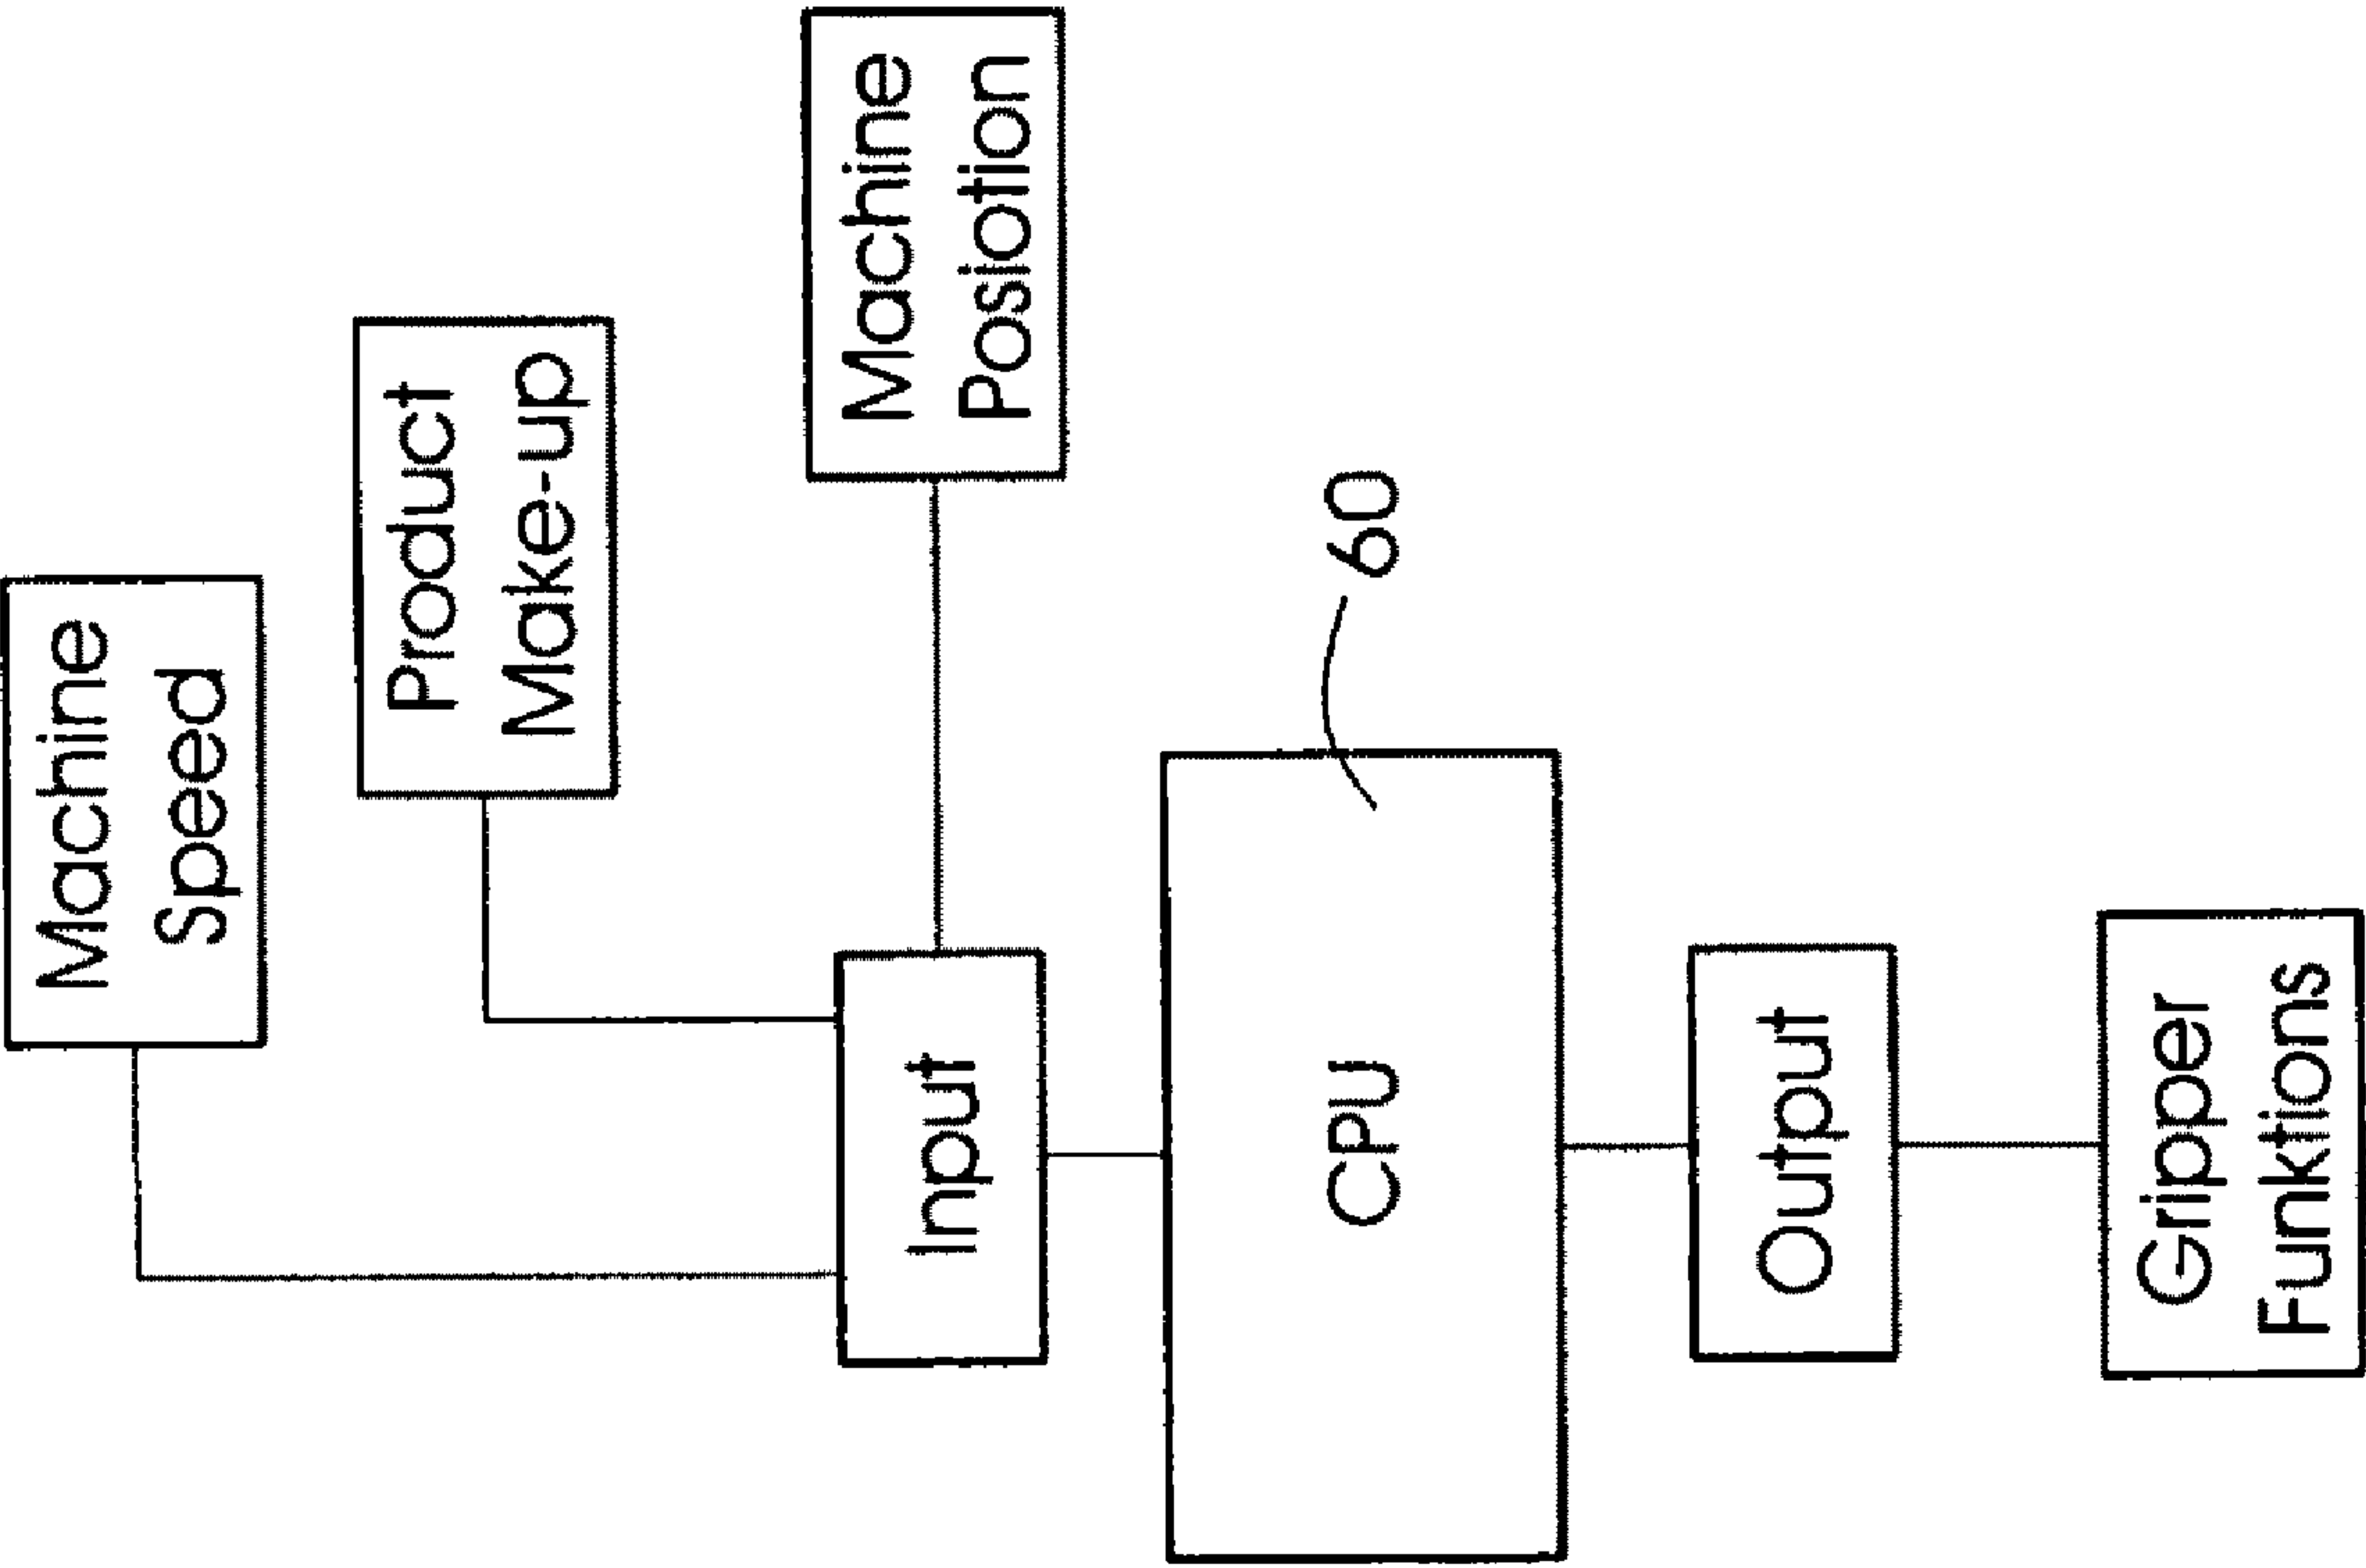 Machine
Speed
Product
Make-up
Machine
Posiotion
Input
CPU
60
Output
Gripper
Funktions